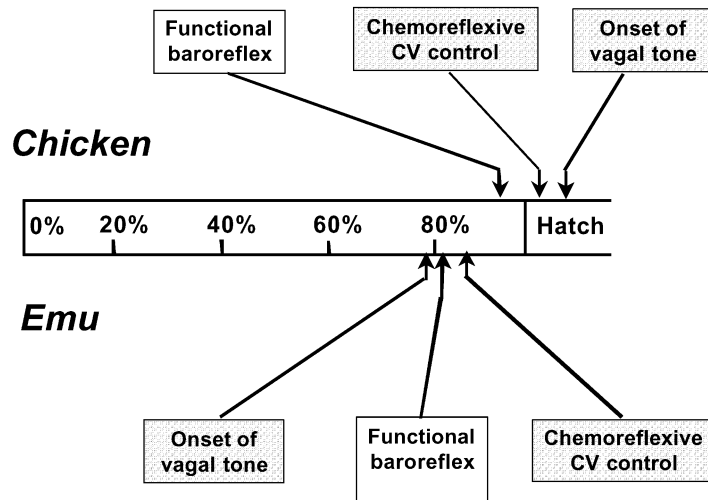 Functional
baroreflex
Chemoreflexive
CV control
Onset of
vagal tone
Chicken
0% 20% 40% 60% 80% Hatch
Emu
Onset of
vagal tone
Functional
baroreflex
Chemoreflexive
CV control